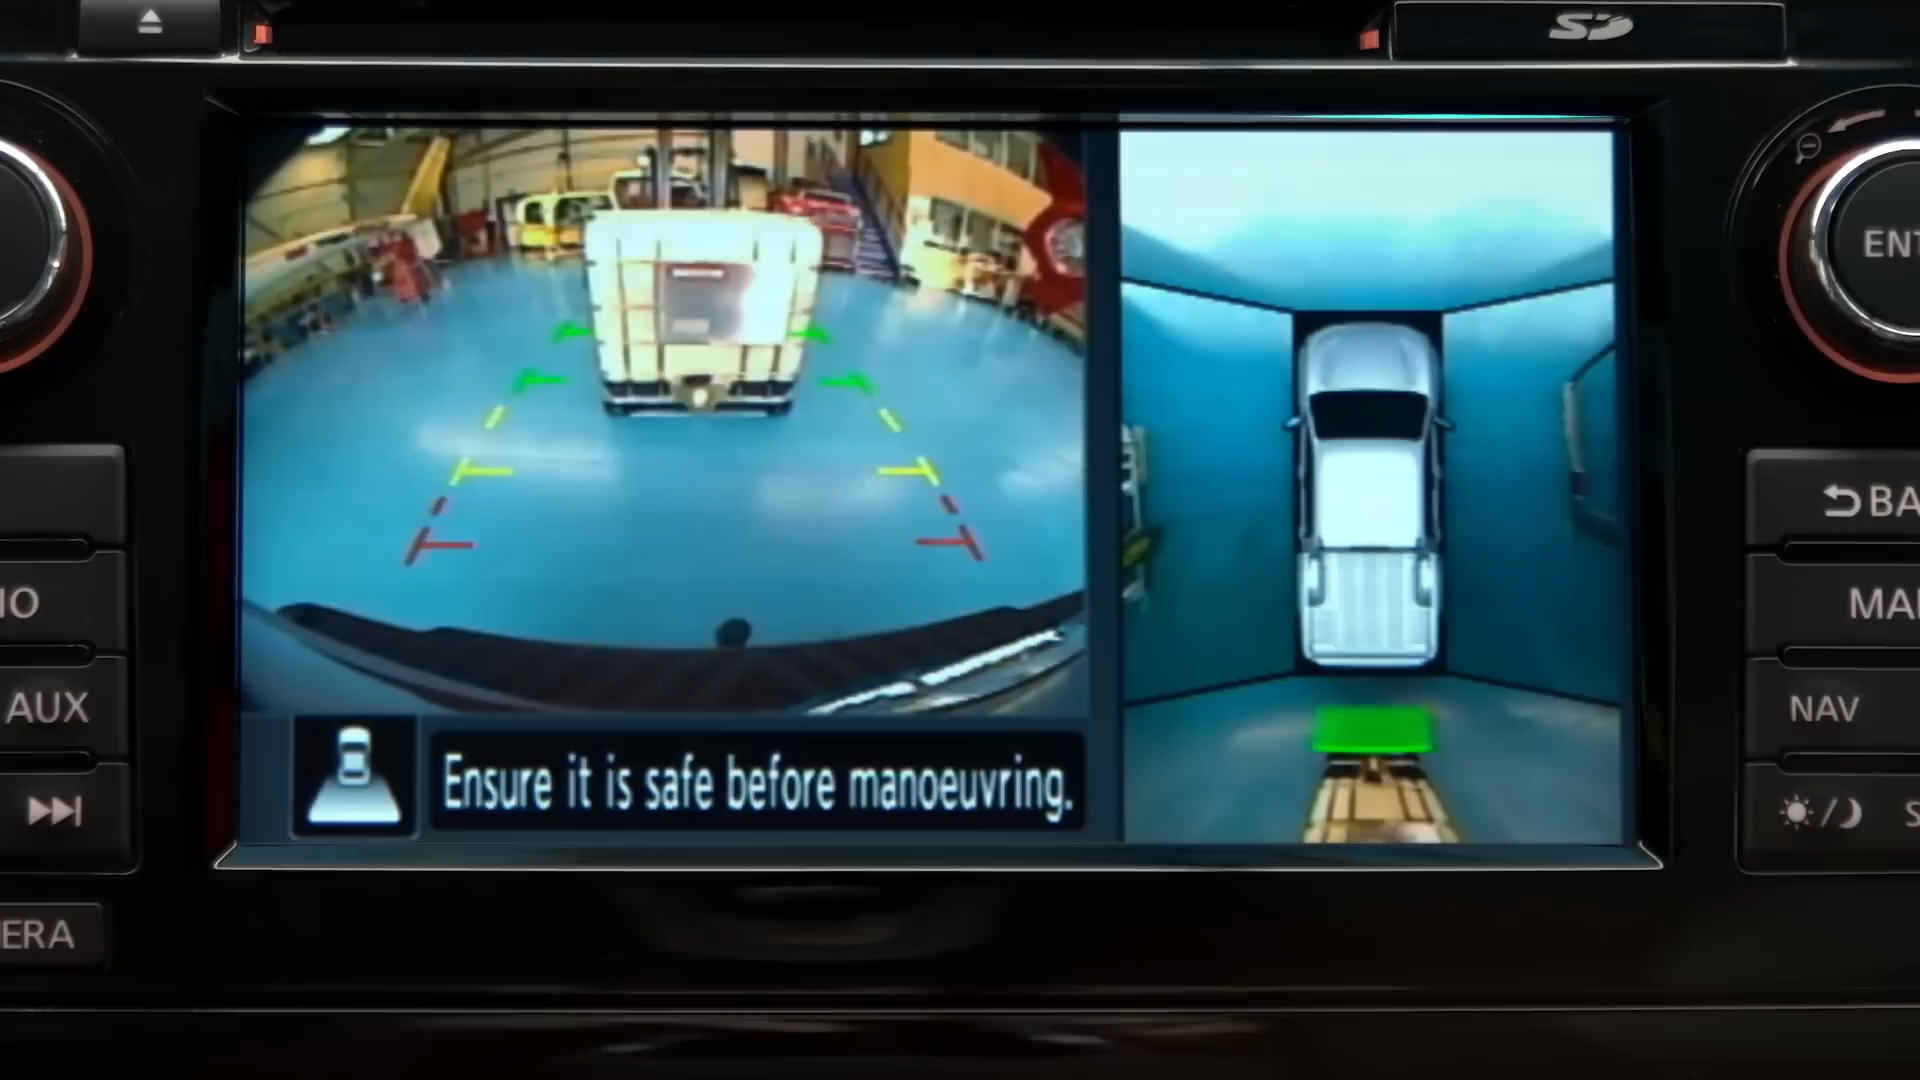 SD
ENT
BA
IO
MA
AUX
NAV
S
ERA
Ensure it is safe before manoeuvring.